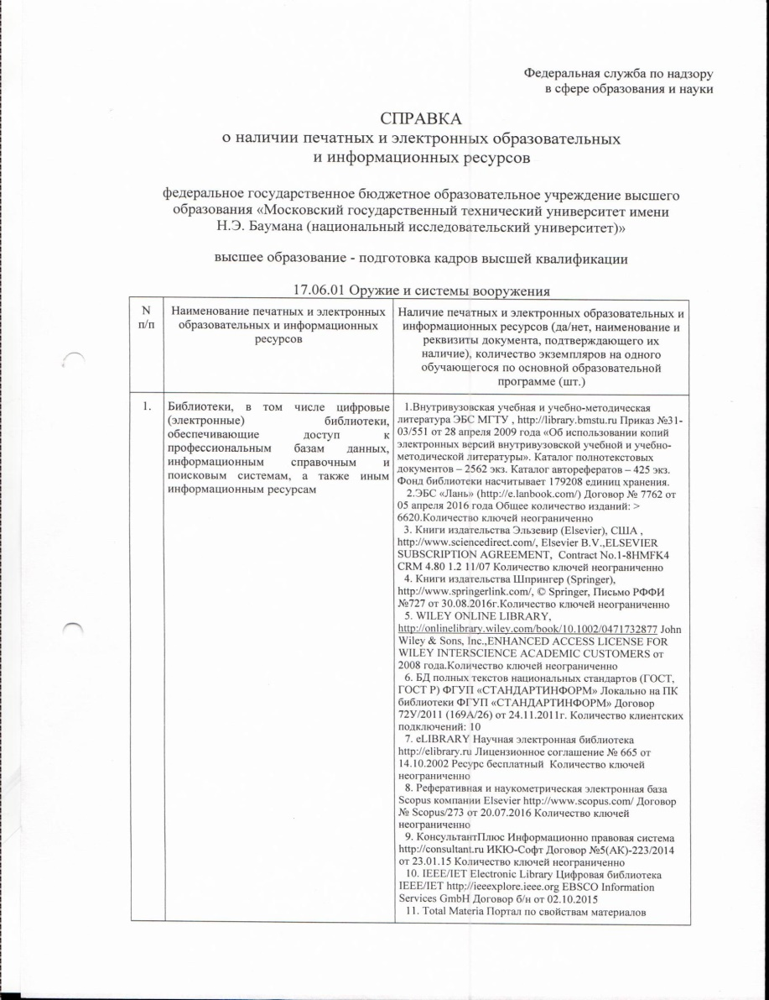 Федеральная служба по надзору
в сфере образования и науки
СПРАВКА
о наличии печатных и электронных образовательных
и информационных ресурсов
федеральное государственное бюджетное образовательное учреждение высшего
образования «Московский государственный технический университет имени
Н.Э. Баумана (национальный исследовательский университет)»
высшее образование - подготовка кадров высшей квалификации
17.06.01 Оружие и системы вооружения
N
п/п
Наименование печатных и электронных
образовательных и информационных
ресурсов
Наличие печатных и электронных образовательных и
информационных ресурсов (да/нет, наименование и
реквизиты документа, подтверждающего их
наличие), количество экземпляров на одного
обучающегося по основной образовательной
программе (шт.)
1.
Библиотеки, в том числе цифровые
(электронные) библиотеки,
обеспечивающие доступ к
профессиональным базам данных,
информационным справочным и
поисковым системам, а также иным
информационным ресурсам
1.Внутривузовская учебная и учебно-методическая
литература ЭБС МГТУ , http://library.bmstu.ru Приказ №31-
03/551 от 28 апреля 2009 года «Об использовании копий
электронных версий внутривузовской учебной и учебно-
методической литературы». Каталог полнотекстовых
документов – 2562 экз. Каталог авторефератов – 425 экз.
Фонд библиотеки насчитывает 179208 единиц хранения.
2.ЭБС «Лань» (http://e.lanbook.com/) Договор № 7762 от
05 апреля 2016 года Общее количество изданий: >
6620.Количество ключей неограниченно
3. Книги издательства Эльзевир (Elsevier), США ,
http://www.sciencedirect.com/, Elsevier B.V.,ELSEVIER
SUBSCRIPTION AGREEMENT, Contract No.1-8HMFK4
CRM 4.80 1.2 11/07 Количество ключей неограниченно
4. Книги издательства Шпрингер (Springer),
http://www.springerlink.com/, © Springer, Письмо РФФИ
№727 от 30.08.2016г.Количество ключей неограниченно
5. WILEY ONLINE LIBRARY,
http://onlinelibrary.wiley.com/book/10.1002/0471732877 John
Wiley & Sons, Inc.,ENHANCED ACCESS LICENSE FOR
WILEY INTERSCIENCE ACADEMIC CUSTOMERS от
2008 года.Количество ключей неограниченно
6. БД полных текстов национальных стандартов (ГОСТ,
ГОСТ Р) ФГУП «СТАНДАРТИНФОРМ» Локально на ПК
библиотеки ФГУП «СТАНДАРТИНФОРМ» Договор
72У/2011 (169А/26) от 24.11.2011г. Количество клиентских
подключений: 10
7. eLIBRARY Научная электронная библиотека
http://elibrary.ru Лицензионное соглашение № 665 от
14.10.2002 Ресурс бесплатный Количество ключей
неограниченно
8. Реферативная и наукометрическая электронная база
Scopus компании Elsevier http://www.scopus.com/ Договор
№ Scopus/273 от 20.07.2016 Количество ключей
неограниченно
9. КонсультантПлюс Информационно правовая система
http://consultant.ru ИКЮ-Софт Договор №5(АК)-223/2014
от 23.01.15 Количество ключей неограниченно
10. IEEE/IET Electronic Library Цифровая библиотека
IEEE/IET http://ieeexplore.ieee.org EBSCO Information
Services GmbH Договор б/н от 02.10.2015
11. Total Materia Портал по свойствам материалов